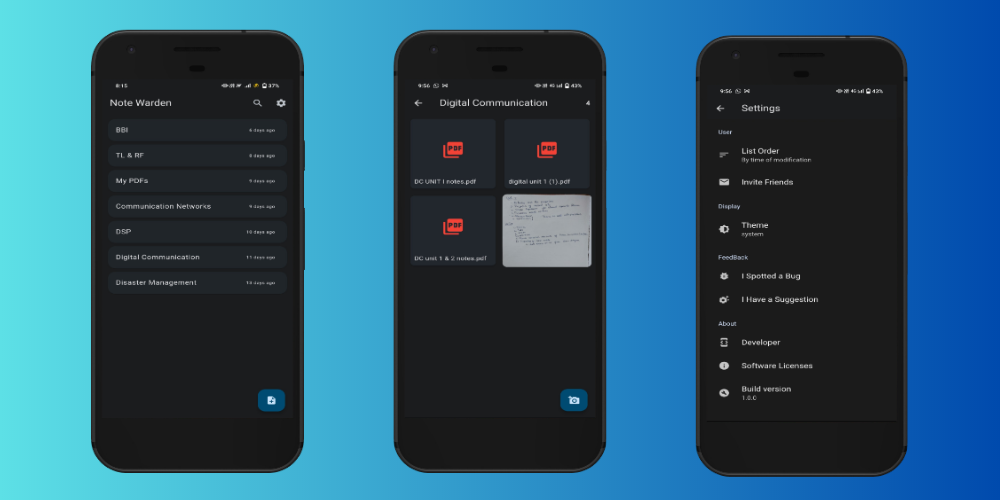 8:15
37%
Note Warden
BBI
6 days ago
TL & RF
8 days ago
My PDFs
9 days ago
Communication Networks
9 days ago
DSP
10 days ago
Digital Communication
11 days ago
Disaster Management
9:56
4G
43%
Digital Communication
4
PDF
PDF
DC UNIT I notes.pdf
digital unit 1 (1).pdf
PDF
DC unit 1 & 2 notes.pdf
9:56
4G
43%
Settings
User
List Order
By time of modification
Invite Friends
Display
Theme
system
FeedBack
I Spotted a Bug
I Have a Suggestion
About
Developer
Software Licenses
Build version
1.0.0